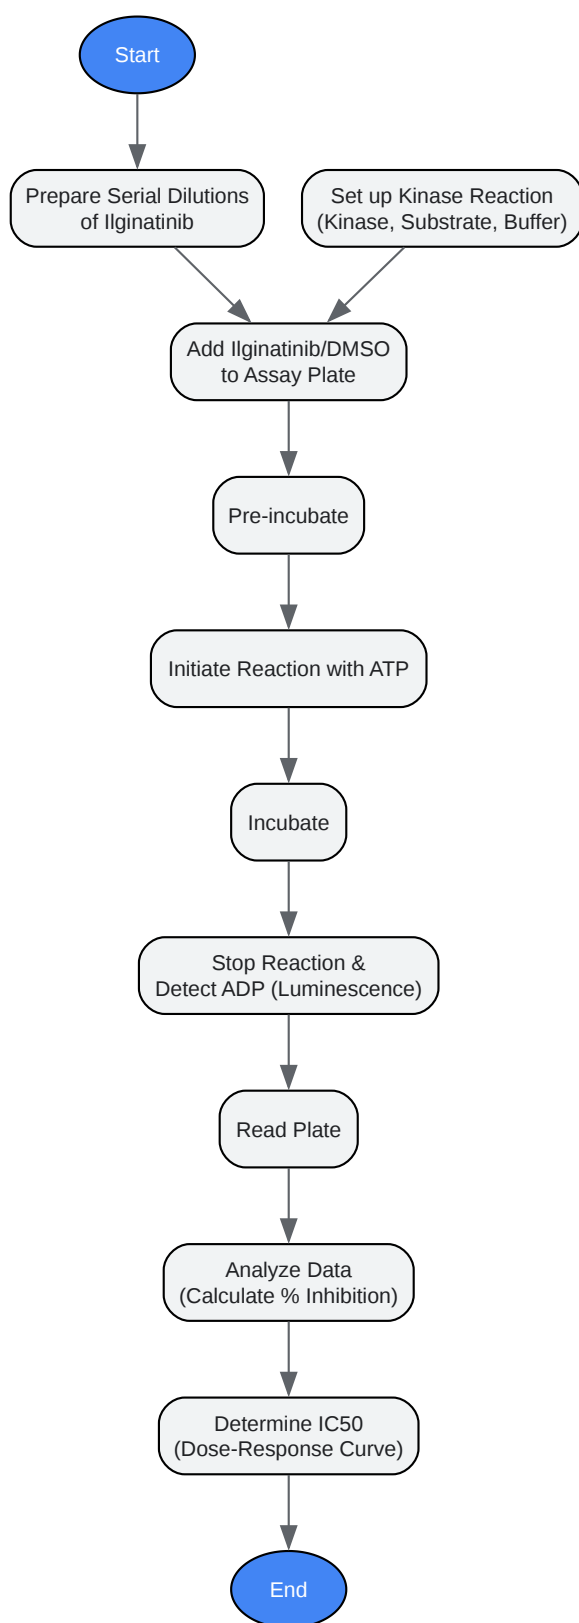 Start
Prepare Serial Dilutions
of Ilginatinib
Set up Kinase Reaction
(Kinase, Substrate, Buffer)
Add Ilginatinib/DMSO
to Assay Plate
Pre-incubate
Initiate Reaction with ATP
Incubate
Stop Reaction &
Detect ADP (Luminescence)
Read Plate
Analyze Data
(Calculate % Inhibition)
Determine IC50
(Dose-Response Curve)
End